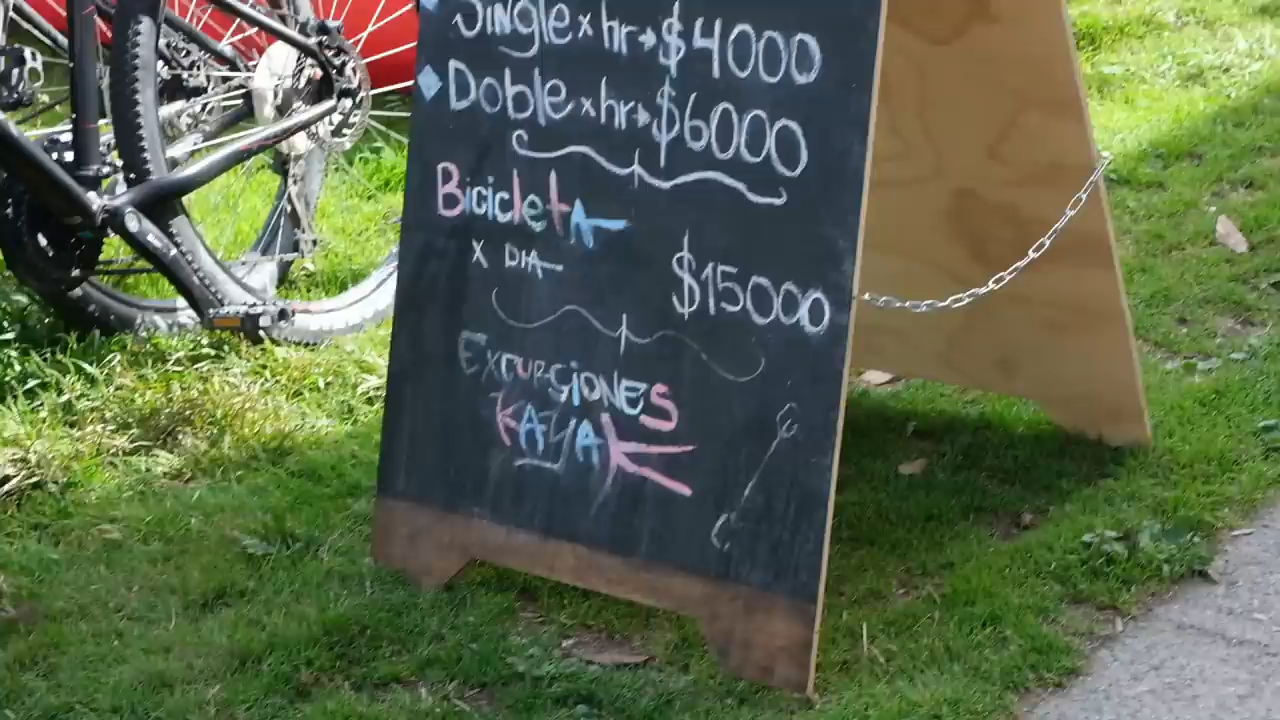 Single x hr → $4000
Doble x hr → $6000
BicicletA
X DIA
$15000
EXCURSIONES
KAYAK